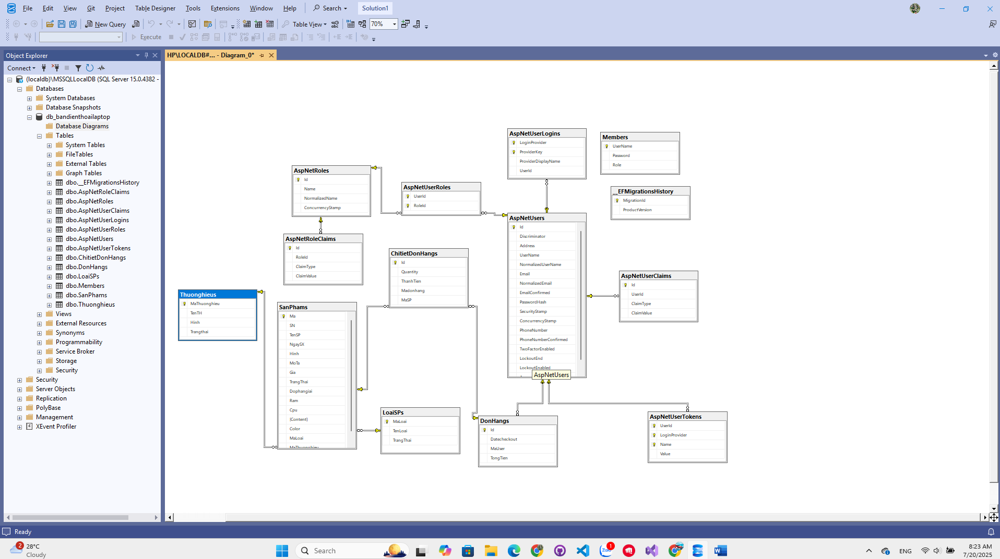 File Edit View Git Project Table Designer Tools Extensions Window Help Search Solution1
New Query Table View 70%
Execute
Object Explorer
Connect
(localdb)\MSSQLLocalDB (SQL Server 15.0.4382 -
Databases
System Databases
Database Snapshots
db_bandienthoailaptop
Database Diagrams
Tables
System Tables
FileTables
External Tables
Graph Tables
dbo.__EFMigrationsHistory
dbo.AspNetRoleClaims
dbo.AspNetRoles
dbo.AspNetUserClaims
dbo.AspNetUserLogins
dbo.AspNetUserRoles
dbo.AspNetUsers
dbo.AspNetUserTokens
dbo.ChitietDonHangs
dbo.DonHangs
dbo.LoaiSPs
dbo.Members
dbo.SanPhams
dbo.Thuonghieus
Views
External Resources
Synonyms
Programmability
Service Broker
Storage
Security
Security
Server Objects
Replication
PolyBase
Management
XEvent Profiler
HP\LOCALDB#... - Diagram_0*
AspNetUserLogins
LoginProvider
ProviderKey
ProviderDisplayName
UserId
Members
UserName
Password
Role
AspNetRoles
Id
Name
NormalizedName
ConcurrencyStamp
AspNetUserRoles
UserId
RoleId
__EFMigrationsHistory
MigrationId
ProductVersion
AspNetUsers
Id
Discriminator
Address
UserName
NormalizedUserName
Email
NormalizedEmail
EmailConfirmed
PasswordHash
SecurityStamp
ConcurrencyStamp
PhoneNumber
PhoneNumberConfirmed
TwoFactorEnabled
LockoutEnd
LockoutEnabled
AspNetUsers
AspNetRoleClaims
Id
RoleId
ClaimType
ClaimValue
ChitietDonHangs
Id
Quantity
ThanhTien
Madonhang
MaSP
AspNetUserClaims
Id
UserId
ClaimType
ClaimValue
Thuonghieus
MaThuonghieu
TenTH
Hinh
Trangthai
SanPhams
Ma
SN
TenSP
NgaySX
Hinh
MoTa
Gia
TrangThai
Dophangiai
Ram
Cpu
[Content]
Color
MaLoai
MaThuonghieu
LoaiSPs
MaLoai
TenLoai
TrangThai
DonHangs
Id
Datecheckout
MaUser
TongTien
AspNetUserTokens
UserId
LoginProvider
Name
Value
Ready
2
28°C
Cloudy
Search
Zalo
1
ENG
8:23 AM
7/20/2025